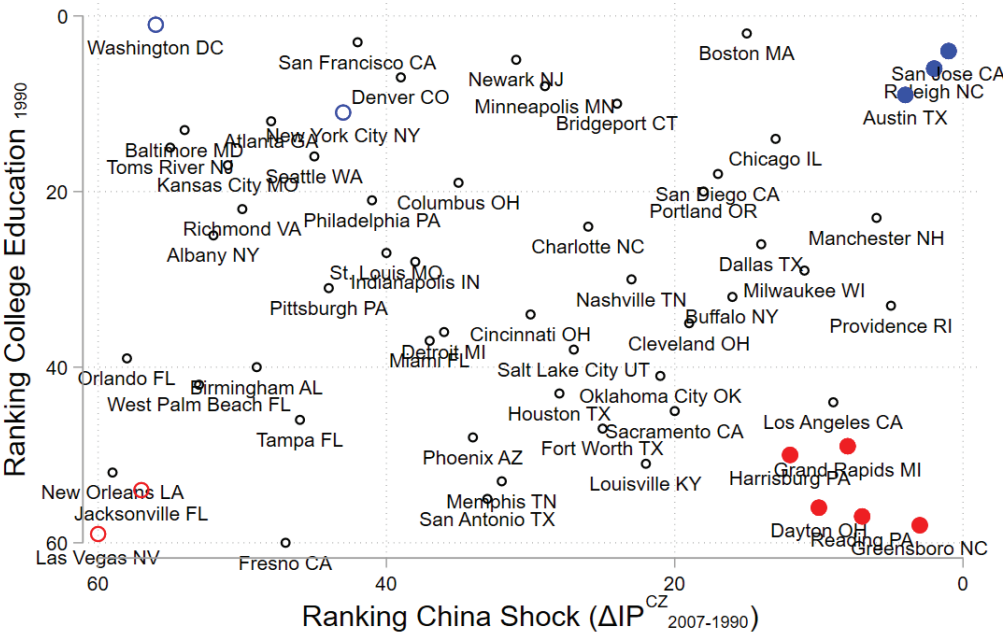 0
Washington DC
Boston MA
San Francisco CA
Newark NJ
San Jose CA
Raleigh NC
Denver CO
Minneapolis MN
Bridgeport CT
Austin TX
New York City NY
Atlanta GA
Baltimore MD
Toms River NJ
Chicago IL
Seattle WA
Kansas City MO
San Diego CA
20
Columbus OH
Portland OR
Philadelphia PA
Richmond VA
Manchester NH
Charlotte NC
Albany NY
Dallas TX
St. Louis MO
Indianapolis IN
Milwaukee WI
Nashville TN
Pittsburgh PA
Buffalo NY
Providence RI
Cincinnati OH
Cleveland OH
Detroit MI
Miami FL
40
Salt Lake City UT
Orlando FL
Birmingham AL
Oklahoma City OK
West Palm Beach FL
Houston TX
Los Angeles CA
Sacramento CA
Tampa FL
Fort Worth TX
Phoenix AZ
Grand Rapids MI
Harrisburg PA
Louisville KY
New Orleans LA
Memphis TN
Jacksonville FL
San Antonio TX
Dayton OH
Reading PA
Greensboro NC
60
Las Vegas NV
Fresno CA
60
40
20
0
Ranking College Education 1990
Ranking China Shock (ΔIP CZ 2007-1990)